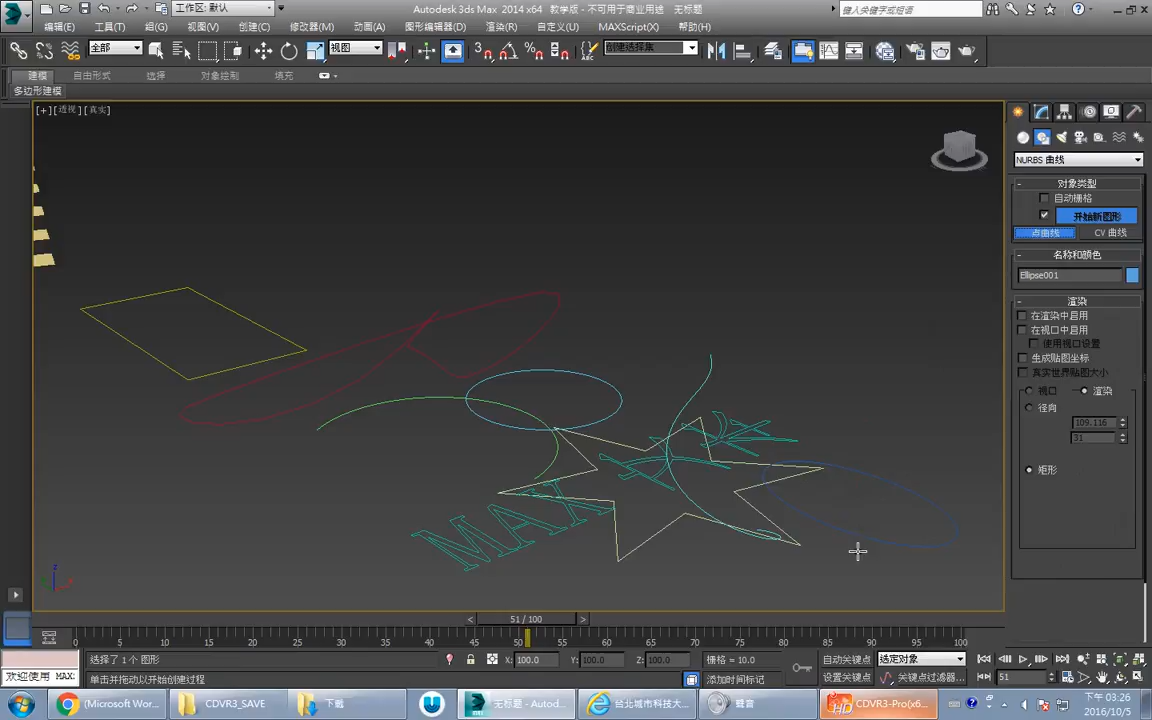 工作区: 默认
Autodesk 3ds Max 2014 x64 教学版 - 不可用于商业用途 无标题
键入关键字或短语
编辑(E) 工具(T) 组(G) 视图(V) 创建(C) 修改器(M) 动画(A) 图形编辑器(D) 渲染(R) 自定义(U) MAXScript(X) 帮助(H)
全部 视图 创建选择集
建模 自由形式 选择 对象绘制 填充
多边形建模
[+][透视][真实]
NURBS 曲线
对象类型
自动栅格
开始新图形
点曲线 CV 曲线
名称和颜色
Ellipse001
渲染
在渲染中启用
在视口中启用
使用视口设置
生成贴图坐标
真实世界贴图大小
视口 渲染
径向
109.116
31
矩形
MAX
51 / 100
0 5 10 15 20 25 30 35 40 45 50 55 60 65 70 75 80 85 90 95 100
选择了 1 个 图形 X: 100.0 Y: 100.0 Z: 100.0 栅格 = 10.0 自动关键点 选定对象
欢迎使用 MAX: 单击并拖动以开始创建过程 添加时间标记 设置关键点 关键点过滤器... 51
(Microsoft Wor... CDVR3_SAVE 下載 无标题 - Autod... 台北城市科技大... 聲音 CDVR3-Pro(x6...
下午 03:26
2016/10/5